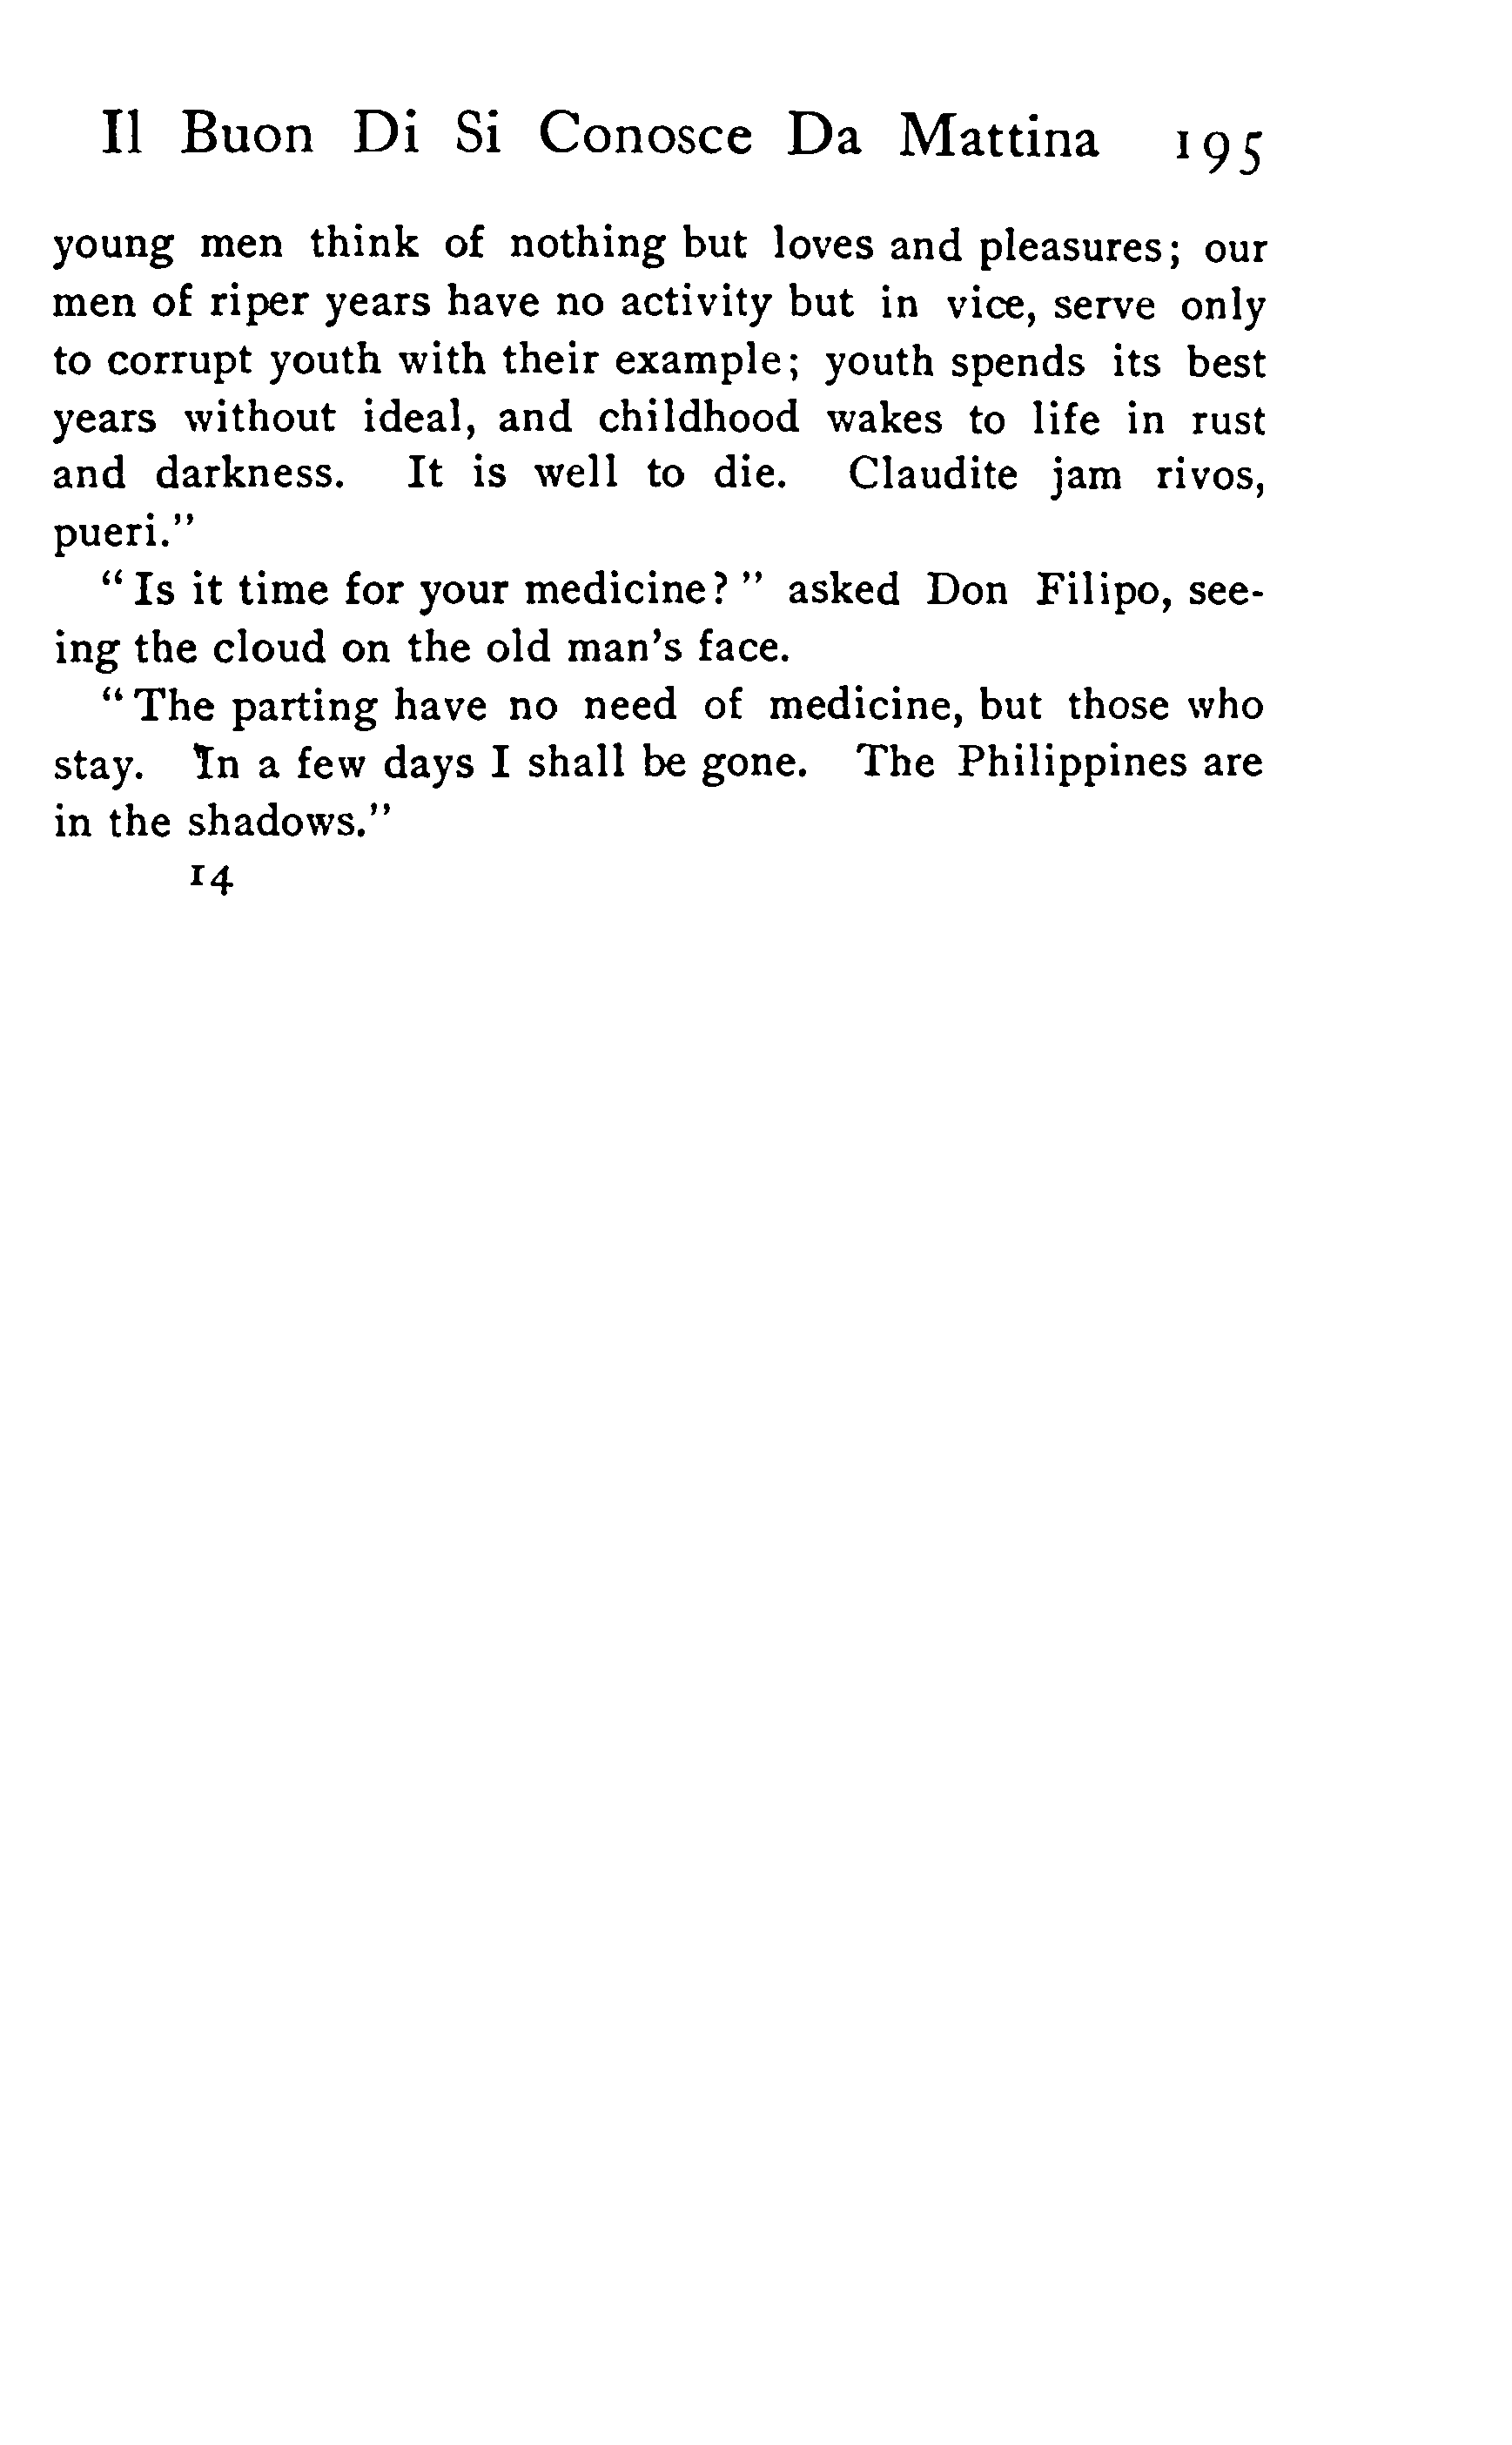 Il Buon Di Si Conosce Da Mattina 195
young men think of nothing but loves and pleasures; our
men of riper years have no activity but in vice, serve only
to corrupt youth with their example; youth spends its best
years without ideal, and childhood wakes to life in rust
and darkness. It is well to die. Claudite jam rivos,
pueri."
"Is it time for your medicine?" asked Don Filipo, see-
ing the cloud on the old man's face.
"The parting have no need of medicine, but those who
stay. In a few days I shall be gone. The Philippines are
in the shadows."
14